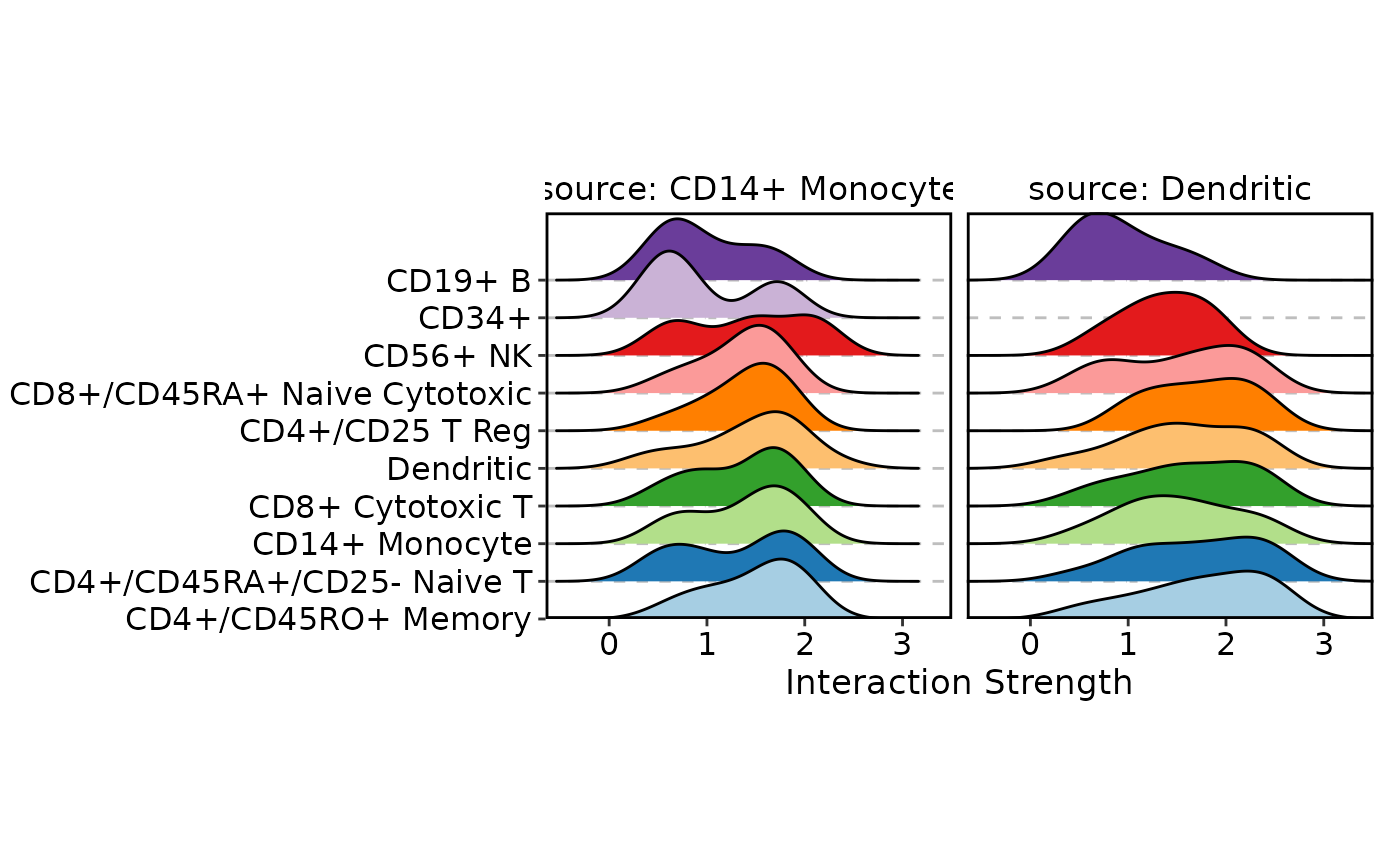 source: CD14+ Monocyte
source: Dendritic
CD19+ B
CD34+
CD56+ NK
CD8+/CD45RA+ Naive Cytotoxic
CD4+/CD25 T Reg
Dendritic
CD8+ Cytotoxic T
CD14+ Monocyte
CD4+/CD45RA+/CD25- Naive T
CD4+/CD45RO+ Memory
0 1 2 3
0 1 2 3
Interaction Strength